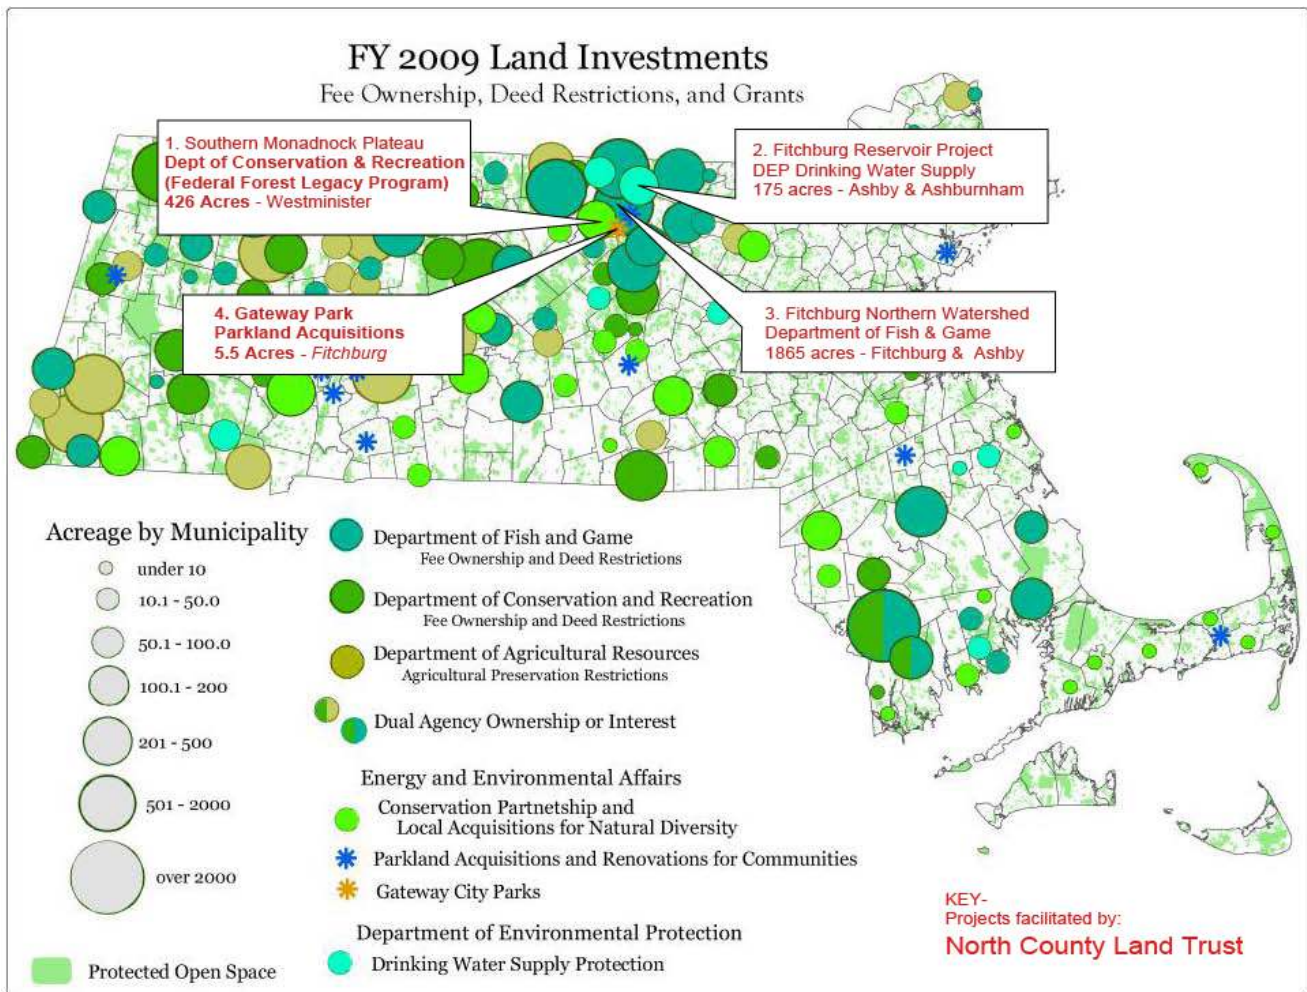 FY 2009 Land Investments
Fee Ownership, Deed Restrictions, and Grants
1. Southern Monadnock Plateau
Dept of Conservation & Recreation
(Federal Forest Legacy Program)
426 Acres - Westminister
2. Fitchburg Reservoir Project
DEP Drinking Water Supply
175 acres - Ashby & Ashburnham
4. Gateway Park
Parkland Acquisitions
5.5 Acres - Fitchburg
3. Fitchburg Northern Watershed
Department of Fish & Game
1865 acres - Fitchburg & Ashby
Acreage by Municipality
under 10
10.1 - 50.0
50.1 - 100.0
100.1 - 200
201 - 500
501 - 2000
over 2000
Protected Open Space
Department of Fish and Game
Fee Ownership and Deed Restrictions
Department of Conservation and Recreation
Fee Ownership and Deed Restrictions
Department of Agricultural Resources
Agricultural Preservation Restrictions
Dual Agency Ownership or Interest
Energy and Environmental Affairs
Conservation Partnetship and
Local Acquisitions for Natural Diversity
Parkland Acquisitions and Renovations for Communities
Gateway City Parks
Department of Environmental Protection
Drinking Water Supply Protection
KEY-
Projects facilitated by:
North County Land Trust